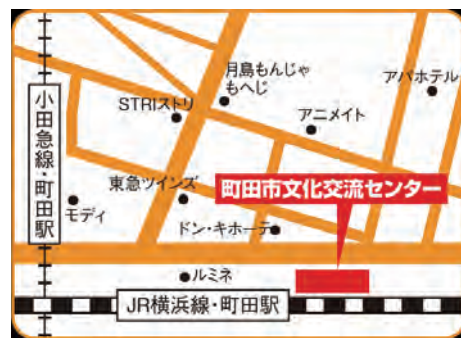 月島もんじゃ
もへじ
アパホテル
STRIストリ
アニメイト
小田急線・町田駅
東急ツインズ
町田市文化交流センター
モディ
ドン・キホーテ
ルミネ
JR横浜線・町田駅